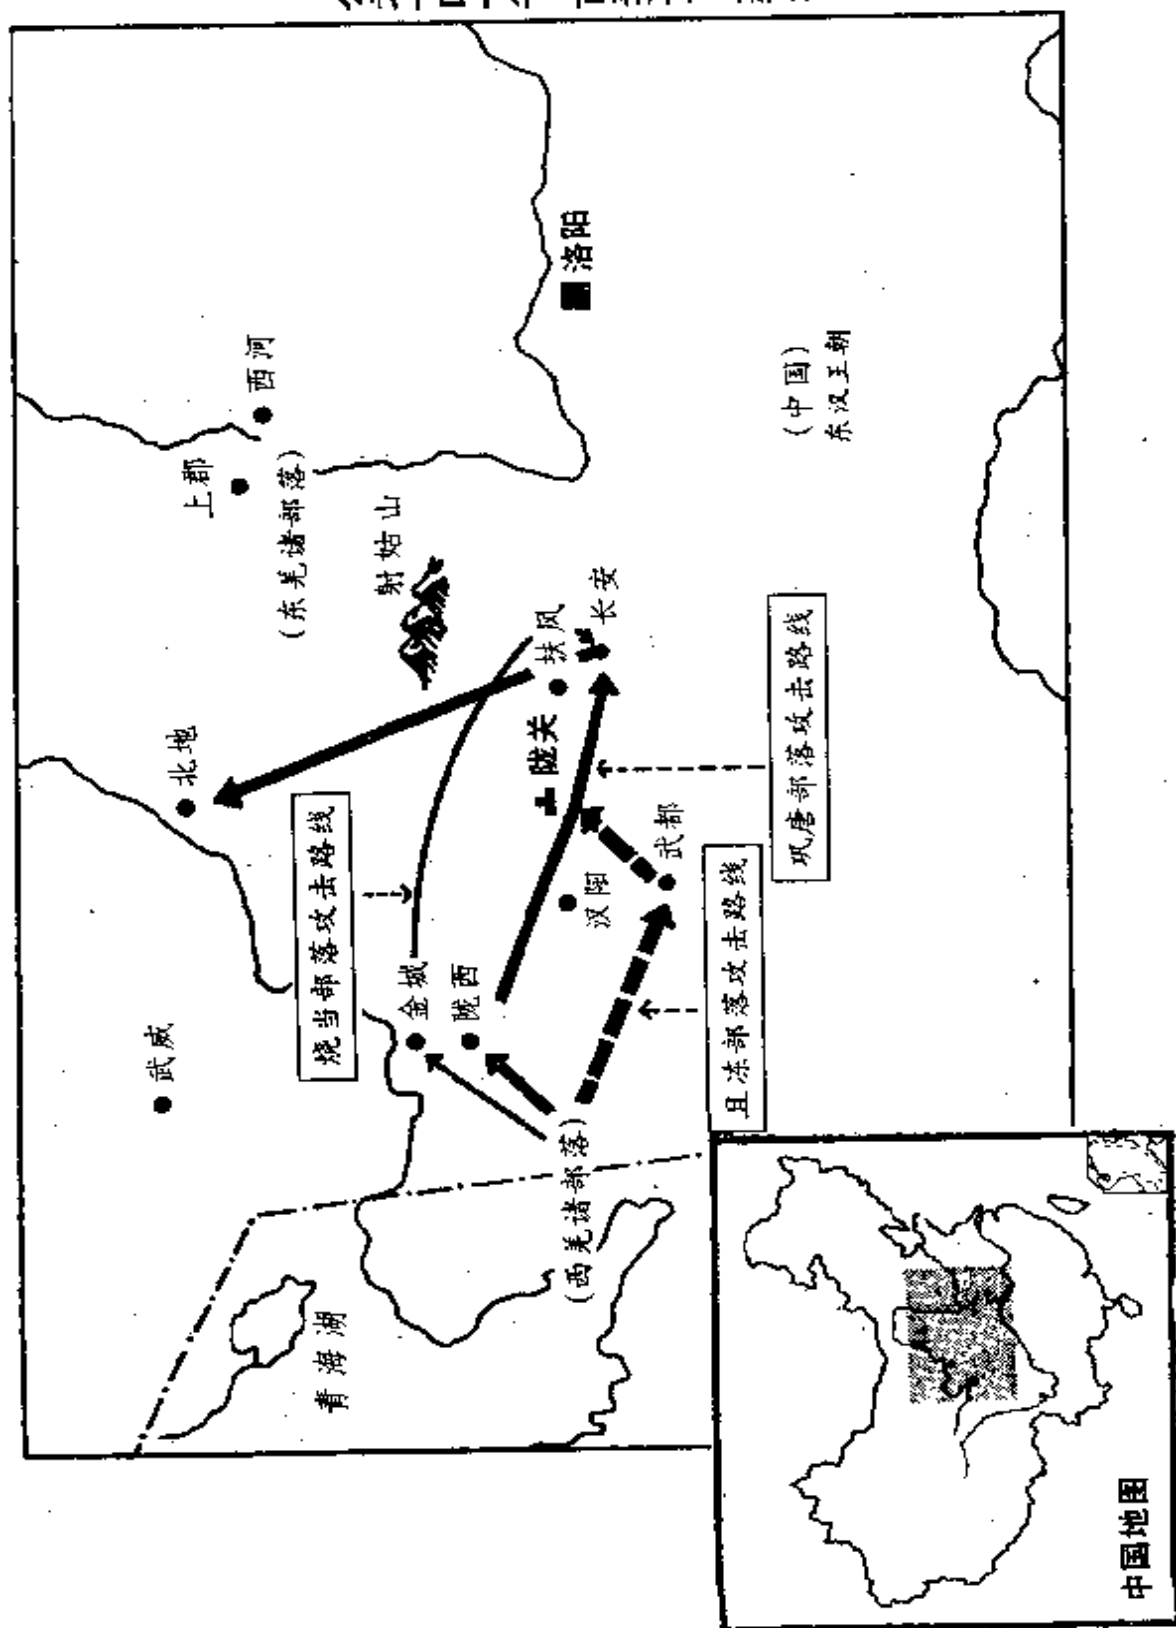 西河
上郡
(东羌诸部落)
射姑山
洛阳
(中国)
东汉王朝
北地
扶风
长安
陇关
巩唐部落攻击路线
烧当部落攻击路线
武都
汉阳
且冻部落攻击路线
金城
陇西
武威
(西羌诸部落)
青海湖
中国地图